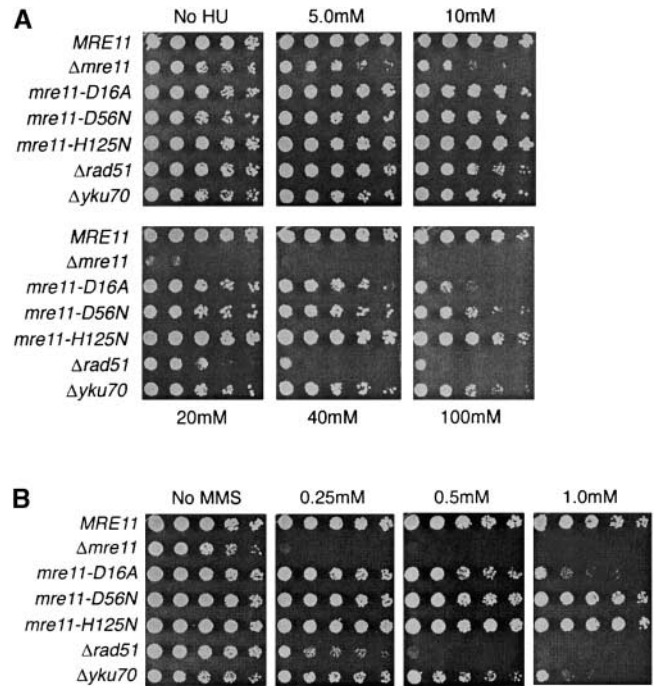 A
No HU 5.0mM 10mM
MRE11
Δmre11
mre11-D16A
mre11-D56N
mre11-H125N
Δrad51
Δyku70
MRE11
Δmre11
mre11-D16A
mre11-D56N
mre11-H125N
Δrad51
Δyku70
20mM 40mM 100mM
B
No MMS 0.25mM 0.5mM 1.0mM
MRE11
Δmre11
mre11-D16A
mre11-D56N
mre11-H125N
Δrad51
Δyku70